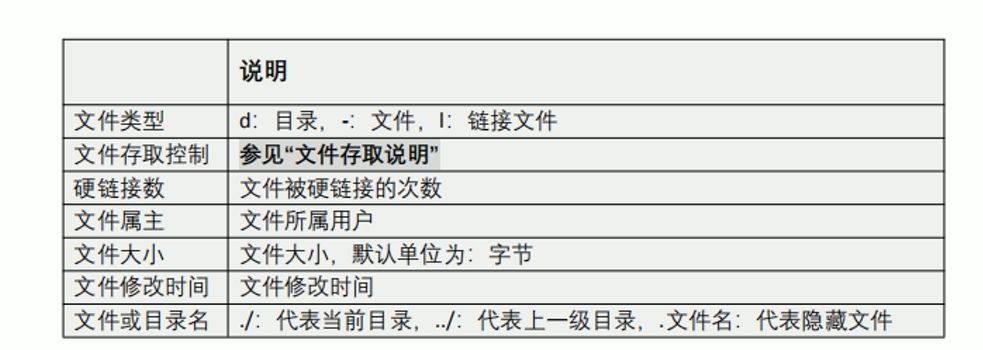 说明
文件类型 d：目录，-：文件，l：链接文件
文件存取控制 参见“文件存取说明”
硬链接数 文件被硬链接的次数
文件属主 文件所属用户
文件大小 文件大小，默认单位为：字节
文件修改时间 文件修改时间
文件或目录名 ./：代表当前目录，../：代表上一级目录，.文件名：代表隐藏文件